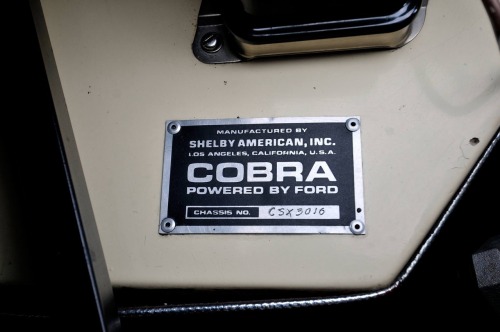 MANUFACTURED BY
SHELBY AMERICAN, INC.
LOS ANGELES, CALIFORNIA, U.S.A.
COBRA
POWERED BY FORD
CHASSIS NO. CSX3016